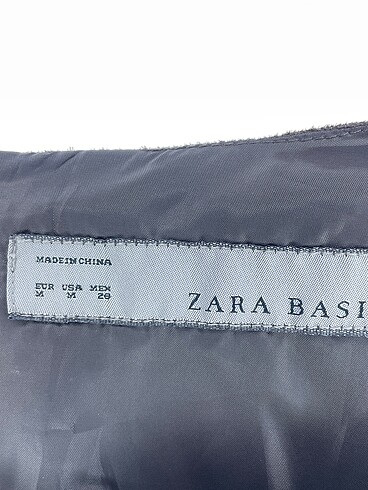 MADE IN CHINA
EUR USA MEX
M M 28
ZARA BASI